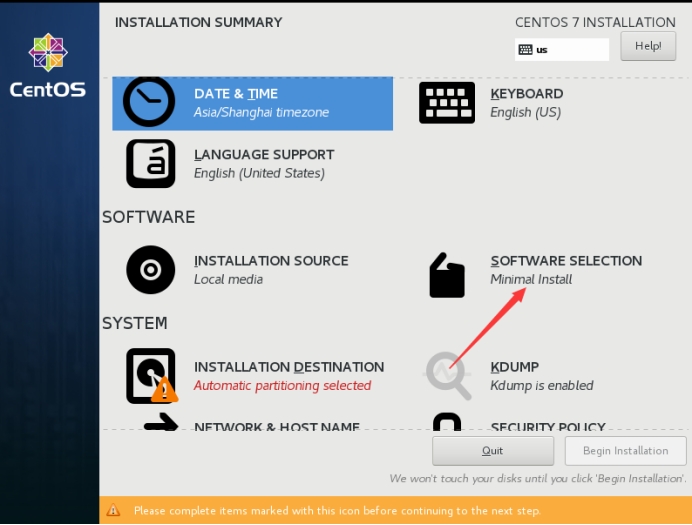 INSTALLATION SUMMARY
CENTOS 7 INSTALLATION
us
Help!
CentOS
DATE & TIME
Asia/Shanghai timezone
KEYBOARD
English (US)
LANGUAGE SUPPORT
English (United States)
SOFTWARE
INSTALLATION SOURCE
Local media
SOFTWARE SELECTION
Minimal Install
SYSTEM
INSTALLATION DESTINATION
Automatic partitioning selected
KDUMP
Kdump is enabled
NETWORK & HOST NAME
SECURITY POLICY
Quit
Begin Installation
We won't touch your disks until you click 'Begin Installation'.
Please complete items marked with this icon before continuing to the next step.